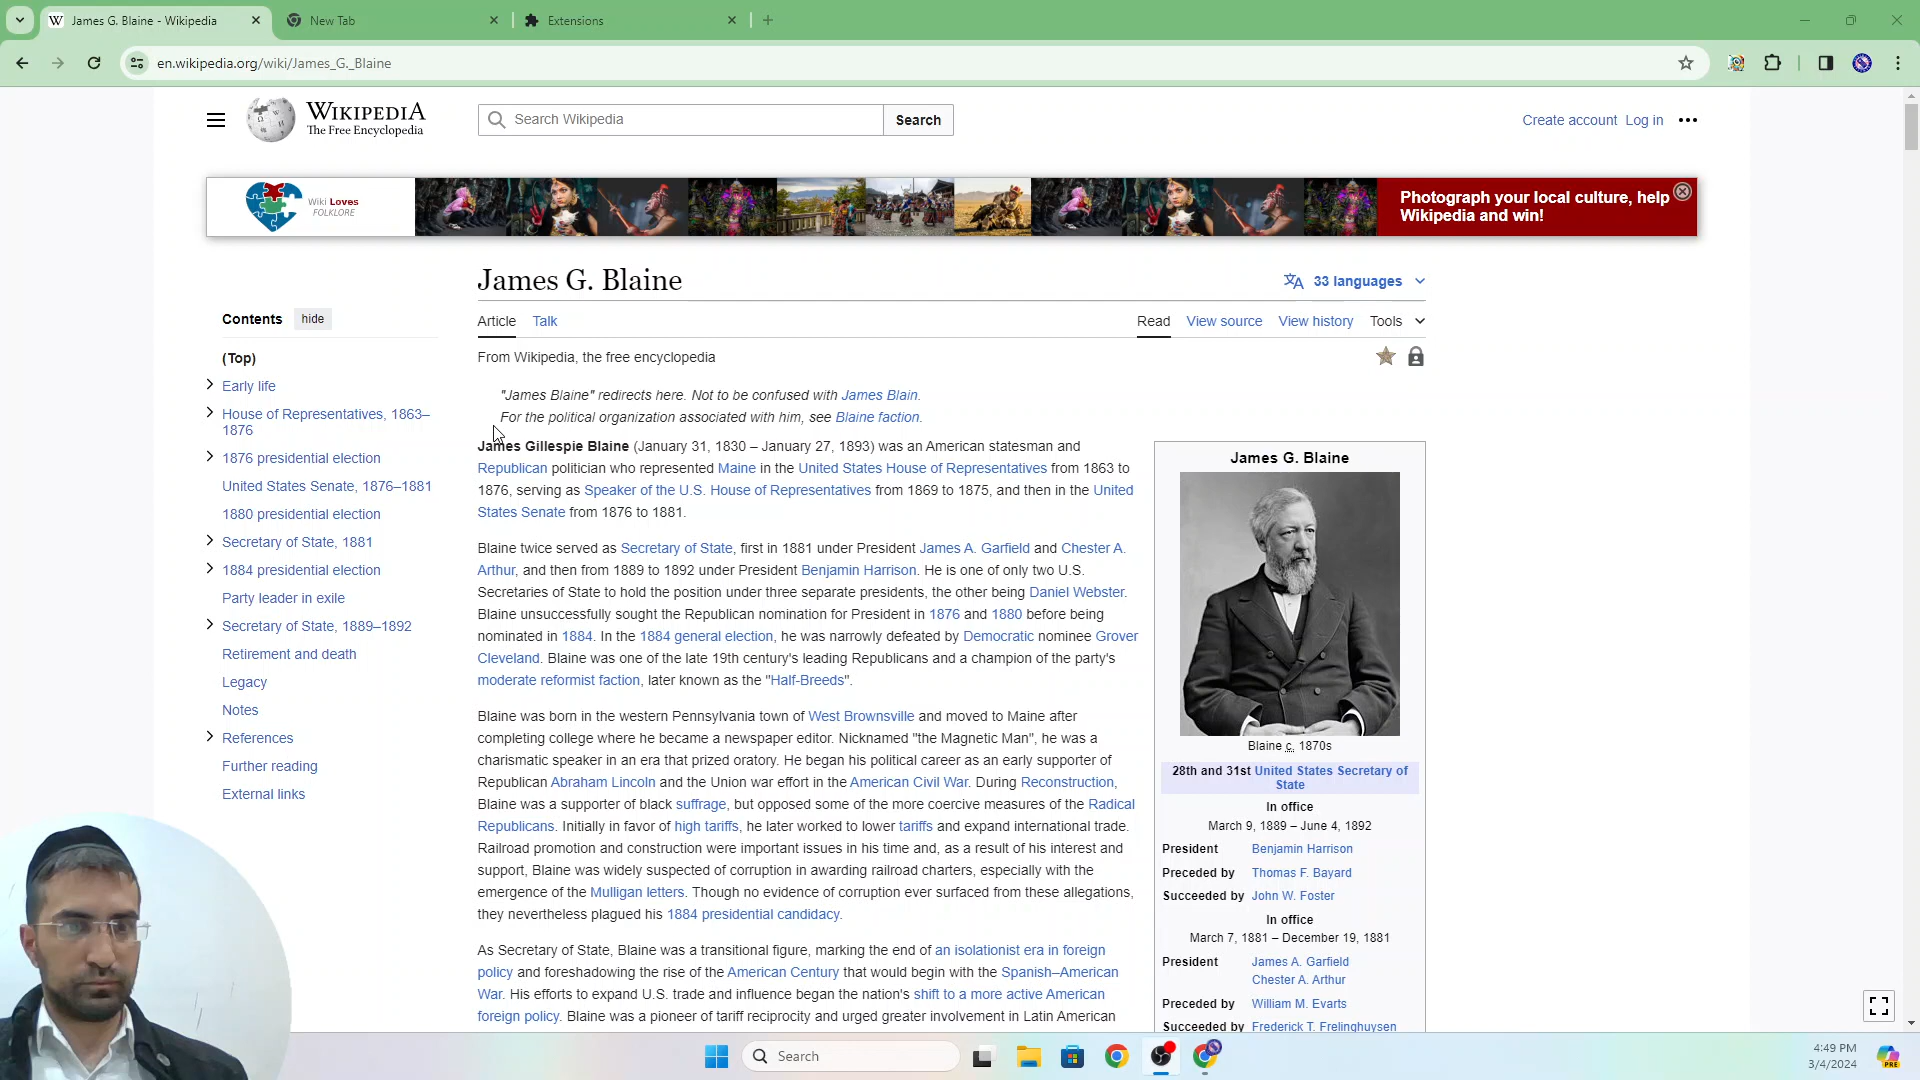 James G. Blaine - Wikipedia
New Tab
Extensions
en.wikipedia.org/wiki/James_G._Blaine
WIKIPEDIA
The Free Encyclopedia
Search Wikipedia
Search
Create account Log in
Wiki Loves
FOLKLORE
Photograph your local culture, help
Wikipedia and win!
James G. Blaine
33 languages
Contents hide
(Top)
Early life
House of Representatives, 1863–
1876
1876 presidential election
United States Senate, 1876–1881
1880 presidential election
Secretary of State, 1881
1884 presidential election
Party leader in exile
Secretary of State, 1889–1892
Retirement and death
Legacy
Notes
References
Further reading
External links
Article Talk
Read View source View history Tools
From Wikipedia, the free encyclopedia
"James Blaine" redirects here. Not to be confused with James Blain.
For the political organization associated with him, see Blaine faction.
James Gillespie Blaine (January 31, 1830 – January 27, 1893) was an American statesman and
Republican politician who represented Maine in the United States House of Representatives from 1863 to
1876, serving as Speaker of the U.S. House of Representatives from 1869 to 1875, and then in the United
States Senate from 1876 to 1881.
Blaine twice served as Secretary of State, first in 1881 under President James A. Garfield and Chester A.
Arthur, and then from 1889 to 1892 under President Benjamin Harrison. He is one of only two U.S.
Secretaries of State to hold the position under three separate presidents, the other being Daniel Webster.
Blaine unsuccessfully sought the Republican nomination for President in 1876 and 1880 before being
nominated in 1884. In the 1884 general election, he was narrowly defeated by Democratic nominee Grover
Cleveland. Blaine was one of the late 19th century's leading Republicans and a champion of the party's
moderate reformist faction, later known as the "Half-Breeds".
Blaine was born in the western Pennsylvania town of West Brownsville and moved to Maine after
completing college where he became a newspaper editor. Nicknamed "the Magnetic Man", he was a
charismatic speaker in an era that prized oratory. He began his political career as an early supporter of
Republican Abraham Lincoln and the Union war effort in the American Civil War. During Reconstruction,
Blaine was a supporter of black suffrage, but opposed some of the more coercive measures of the Radical
Republicans. Initially in favor of high tariffs, he later worked to lower tariffs and expand international trade.
Railroad promotion and construction were important issues in his time and, as a result of his interest and
support, Blaine was widely suspected of corruption in awarding railroad charters, especially with the
emergence of the Mulligan letters. Though no evidence of corruption ever surfaced from these allegations,
they nevertheless plagued his 1884 presidential candidacy.
As Secretary of State, Blaine was a transitional figure, marking the end of an isolationist era in foreign
policy and foreshadowing the rise of the American Century that would begin with the Spanish–American
War. His efforts to expand U.S. trade and influence began the nation's shift to a more active American
foreign policy. Blaine was a pioneer of tariff reciprocity and urged greater involvement in Latin American
James G. Blaine
Blaine c. 1870s
28th and 31st United States Secretary of
State
In office
March 9, 1889 – June 4, 1892
President Benjamin Harrison
Preceded by Thomas F. Bayard
Succeeded by John W. Foster
In office
March 7, 1881 – December 19, 1881
President James A. Garfield
Chester A. Arthur
Preceded by William M. Evarts
Succeeded by Frederick T. Frelinghuysen
Search
4:49 PM
3/4/2024
PRE